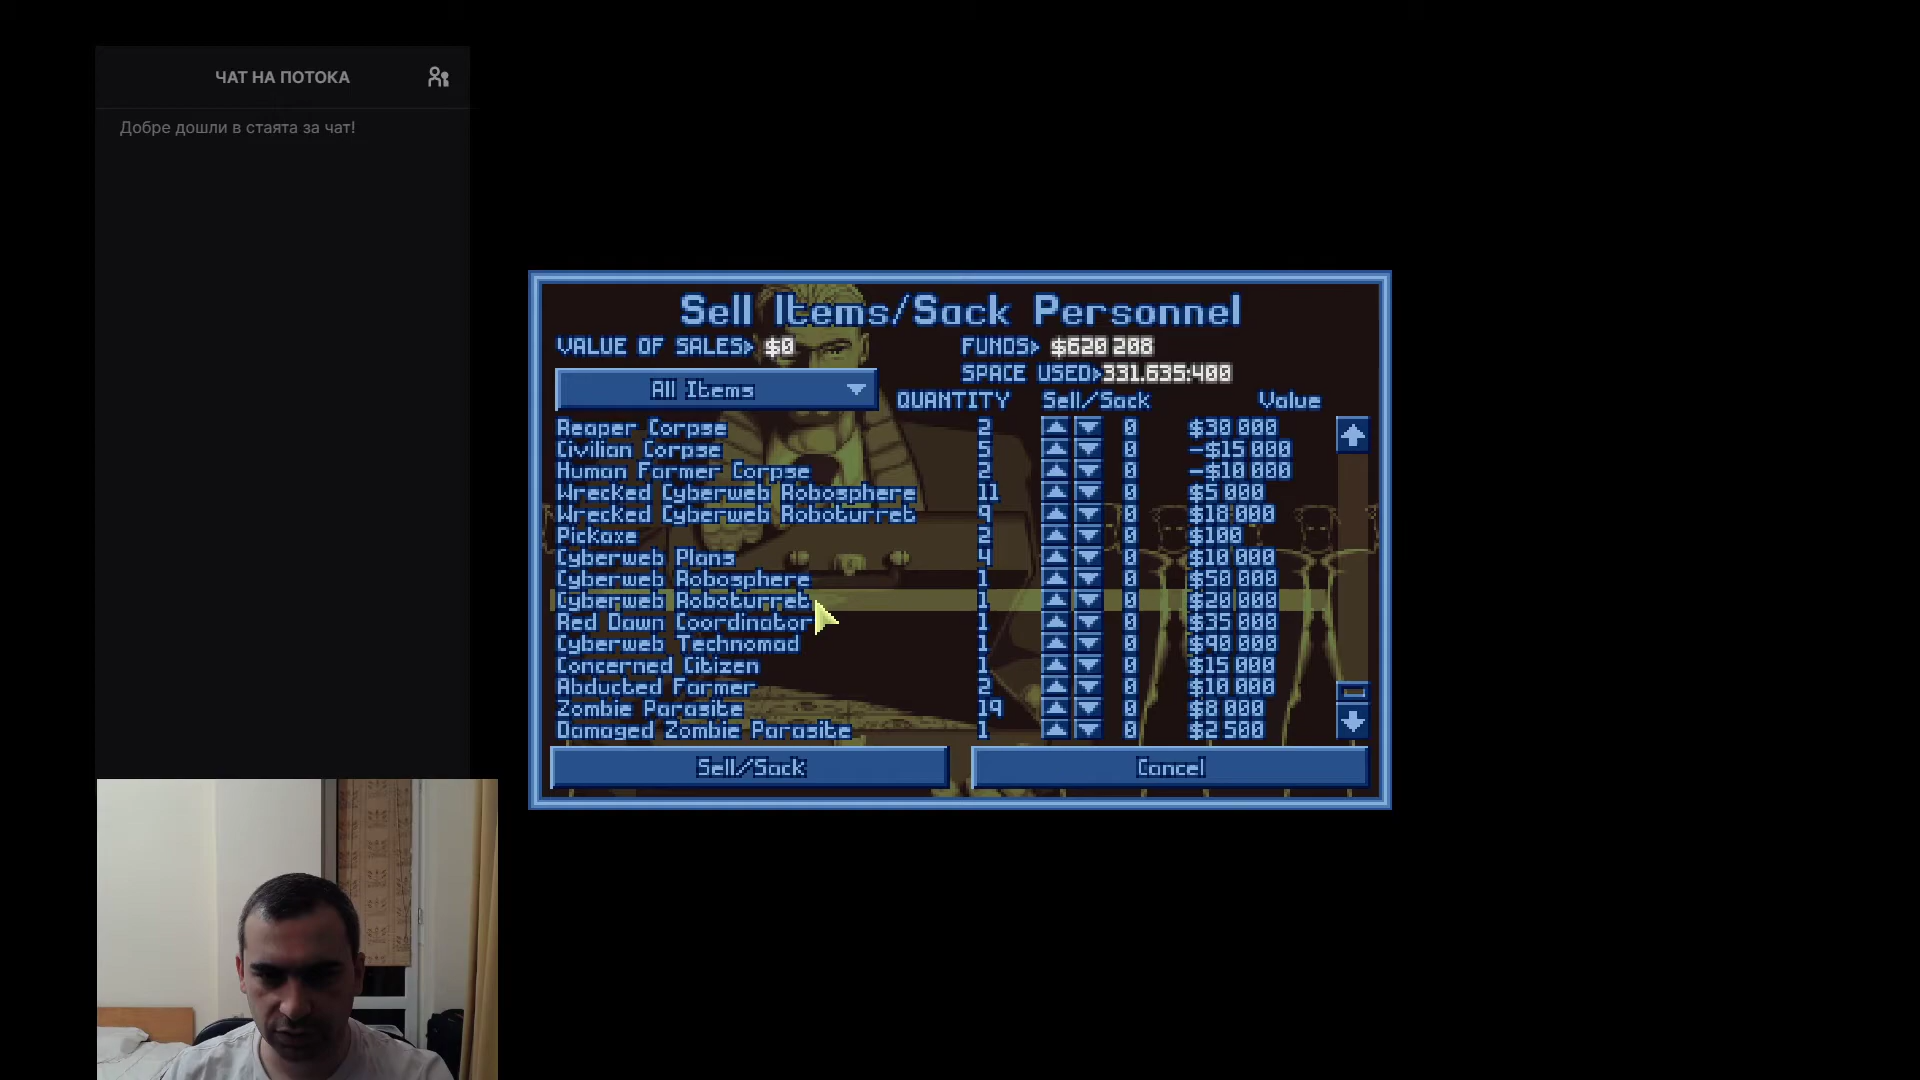 ЧАТ НА ПОТОКА
Добре дошли в стаята за чат!
Sell Items/Sack Personnel
VALUE OF SALES> $0 FUNDS> $620 208
SPACE USED>331.635:400
All Items QUANTITY Sell/Sack Value
Reaper Corpse 2 0 $30 000
Civilian Corpse 5 0 -$15 000
Human Farmer Corpse 2 0 -$10 000
Wrecked Cyberweb Robosphere 11 0 $5 000
Wrecked Cyberweb Roboturret 9 0 $18 000
Pickaxe 2 0 $100
Cyberweb Plans 4 0 $10 000
Cyberweb Robosphere 1 0 $50 000
Cyberweb Roboturret 1 0 $20 000
Red Dawn Coordinator 1 0 $35 000
Cyberweb Technomad 1 0 $90 000
Concerned Citizen 1 0 $15 000
Abducted Farmer 2 0 $10 000
Zombie Parasite 19 0 $8 000
Damaged Zombie Parasite 1 0 $2 500
Sell/Sack Cancel